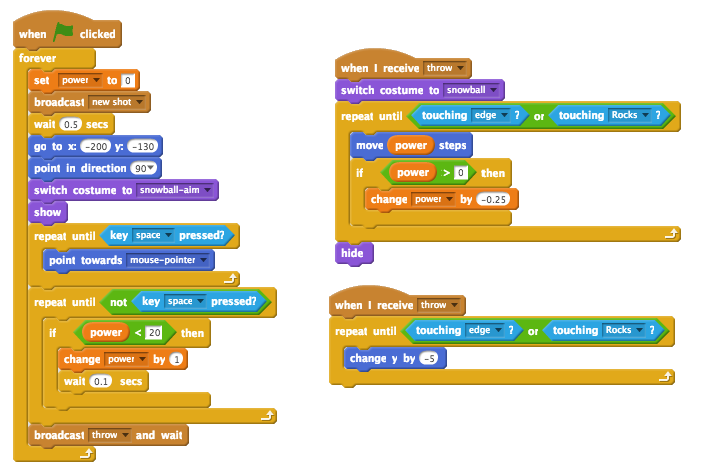 when clicked
forever
set power to 0
broadcast new shot
wait 0.5 secs
go to x: -200 y: -130
point in direction 90
switch costume to snowball-aim
show
repeat until key space pressed?
point towards mouse-pointer
repeat until not key space pressed?
if power < 20 then
change power by 1
wait 0.1 secs
broadcast throw and wait
when I receive throw
switch costume to snowball
repeat until touching edge ? or touching Rocks ?
move power steps
if power > 0 then
change power by -0.25
hide
when I receive throw
repeat until touching edge ? or touching Rocks ?
change y by -5